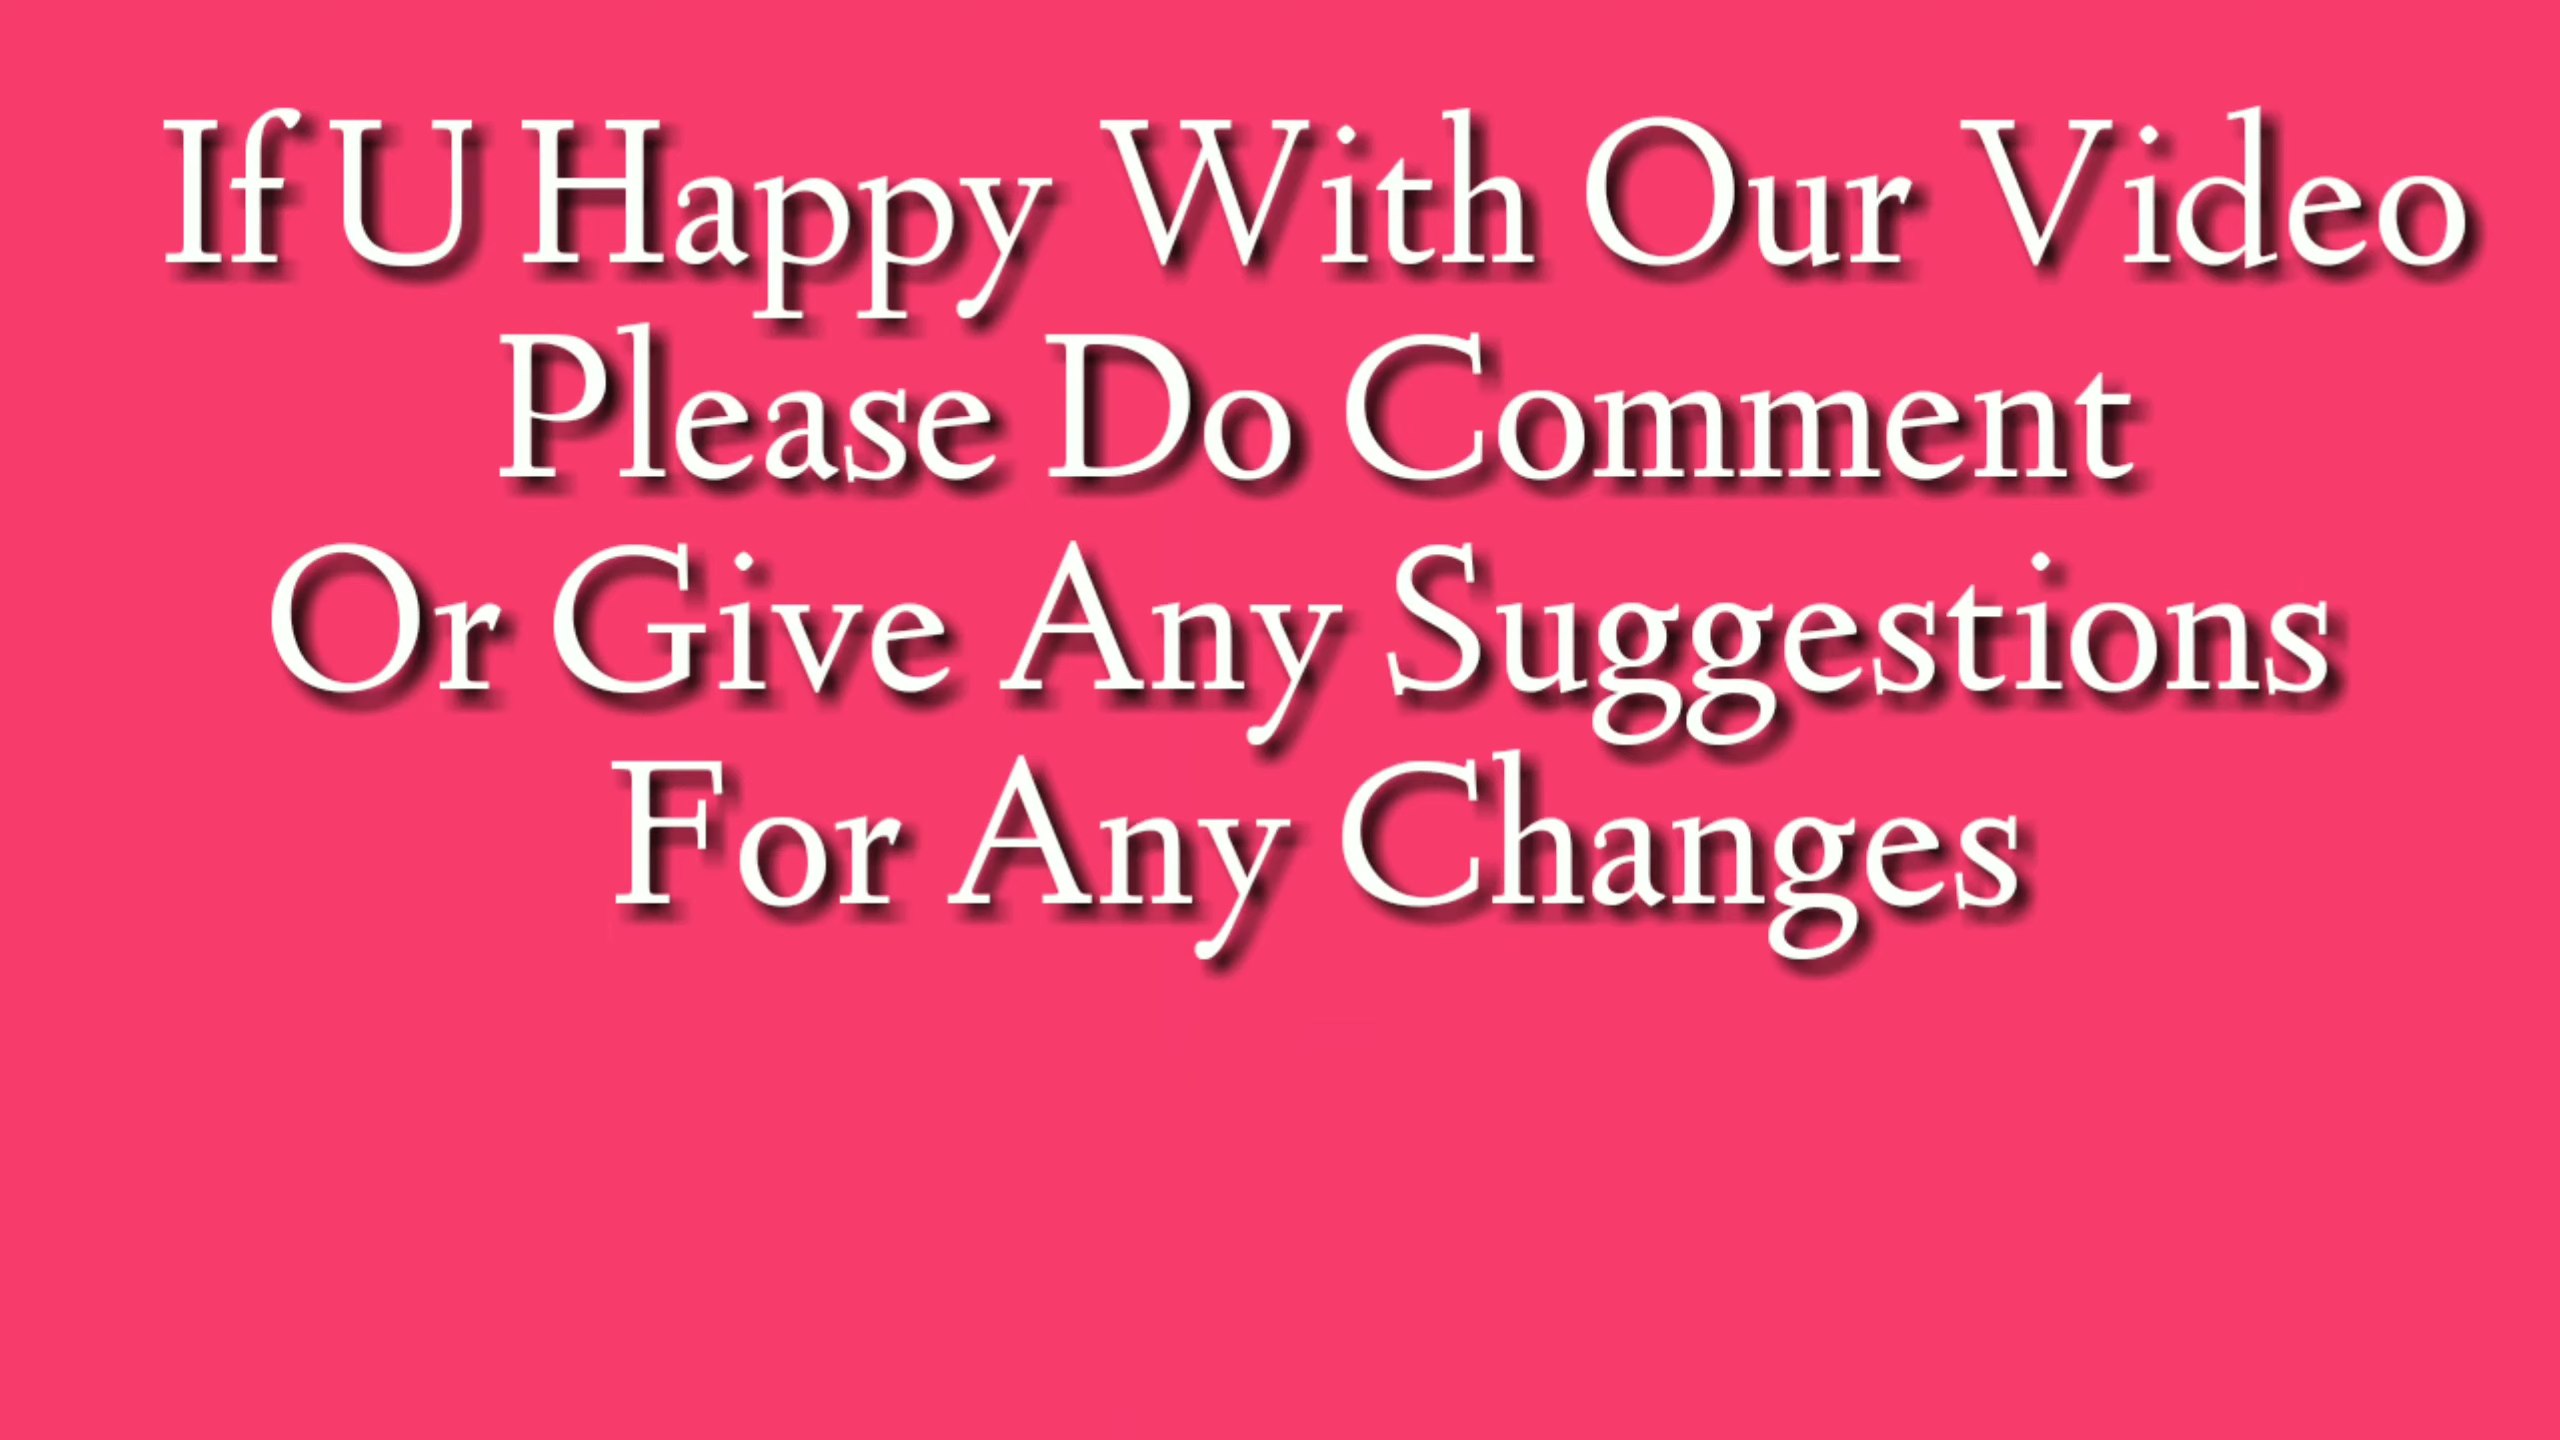 If U Happy With Our Video
Please Do Comment
Or Give Any Suggestions
For Any Changes